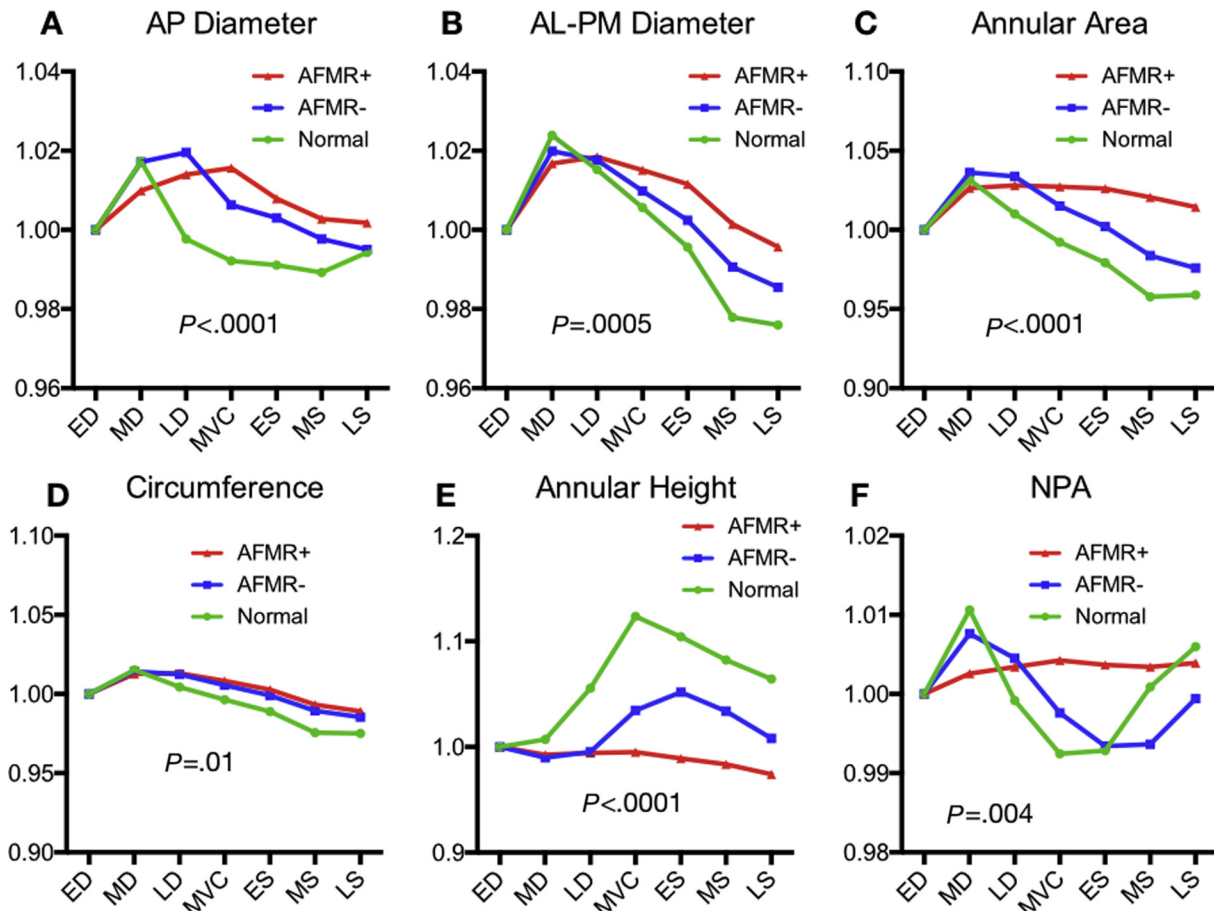 A AP Diameter
1.04
1.02
1.00
0.98
0.96
AFMR+
AFMR-
Normal
P<.0001
ED MD LD MVC ES MS LS
B AL-PM Diameter
1.04
1.02
1.00
0.98
0.96
AFMR+
AFMR-
Normal
P=.0005
ED MD LD MVC ES MS LS
C Annular Area
1.10
1.05
1.00
0.95
0.90
AFMR+
AFMR-
Normal
P<.0001
ED MD LD MVC ES MS LS
D Circumference
1.10
1.05
1.00
0.95
0.90
AFMR+
AFMR-
Normal
P=.01
ED MD LD MVC ES MS LS
E Annular Height
1.2
1.1
1.0
0.9
AFMR+
AFMR-
Normal
P<.0001
ED MD LD MVC ES MS LS
F NPA
1.02
1.01
1.00
0.99
0.98
AFMR+
AFMR-
Normal
P=.004
ED MD LD MVC ES MS LS